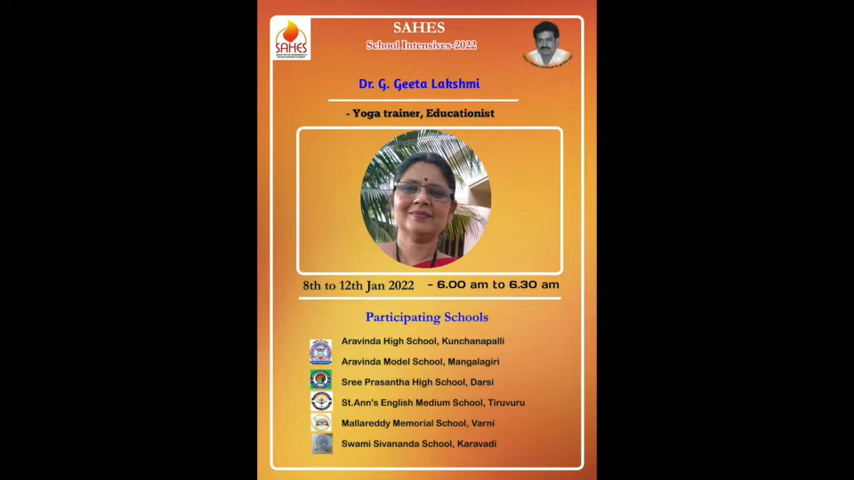 SAHES
SAHES
School Intensives-2022
Dr. G. Geeta Lakshmi
- Yoga trainer, Educationist
8th to 12th Jan 2022 - 6.00 am to 6.30 am
Participating Schools
Aravinda High School, Kunchanapalli
Aravinda Model School, Mangalagiri
Sree Prasantha High School, Darsi
St.Ann's English Medium School, Tiruvuru
Mallareddy Memorial School, Varni
Swami Sivananda School, Karavadi